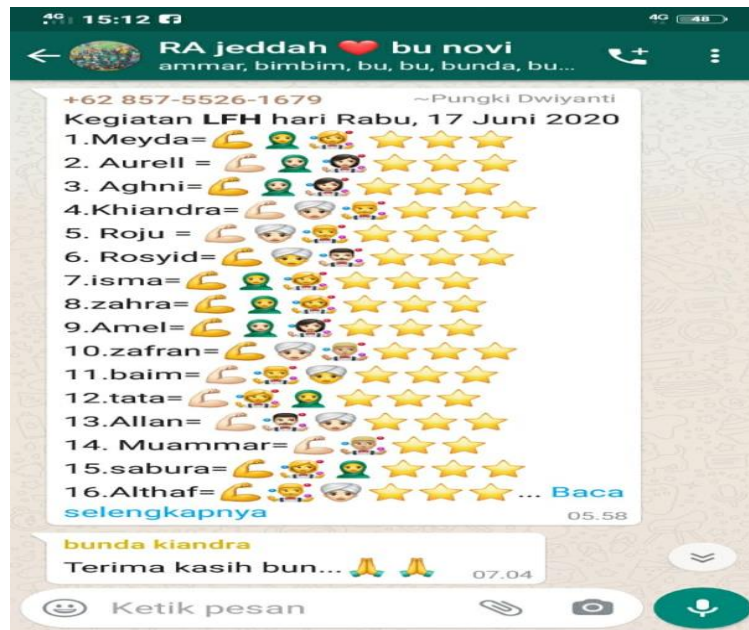 4G 15:12 4G 48
RA jeddah ❤️ bu novi
ammar, bimbim, bu, bu, bunda, bu...
+62 857-5526-1679 ~Pungki Dwiyanti
Kegiatan LFH hari Rabu, 17 Juni 2020
1.Meyda=💪 🧕 👩‍🎤 ⭐ ⭐ ⭐
2. Aurell = 💪🏻 🧕🏻 👩🏻‍🎤 ⭐ ⭐ ⭐
3. Aghni=💪 🧕🏻 👩🏻‍🎤 ⭐ ⭐ ⭐
4.Khiandra=💪🏻 👳🏻 👨‍🎤 ⭐ ⭐ ⭐
5. Roju = 💪🏻 👳🏻 👨‍🎤 ⭐ ⭐ ⭐
6. Rosyid=💪 👳 👨🏻‍🎤 ⭐ ⭐ ⭐
7.isma=💪 🧕 👩‍🎤 ⭐ ⭐ ⭐
8.zahra=💪 🧕 👩‍🎤 ⭐ ⭐ ⭐
9.Amel=💪 🧕🏻 👩🏻‍🎤 ⭐ ⭐ ⭐
10.zafran=💪 👳🏻 👨🏼‍🎤 ⭐ ⭐ ⭐
11.baim=💪🏻 👨‍🎤 👳 ⭐ ⭐ ⭐
12.tata=💪🏻 👩‍🎤 🧕 ⭐ ⭐ ⭐
13.Allan= 💪🏻 👨🏻‍🎤 👳🏻 ⭐ ⭐ ⭐
14. Muammar=💪🏻 👨🏼‍🎤 ⭐ ⭐
15.sabura=💪 👩‍🎤 🧕 ⭐ ⭐ ⭐
16.Althaf=💪 👨‍🎤 👳🏻 ⭐ ⭐ ⭐... Baca
selengkapnya 05.58
bunda kiandra
Terima kasih bun... 🙏 🙏 07.04
Ketik pesan